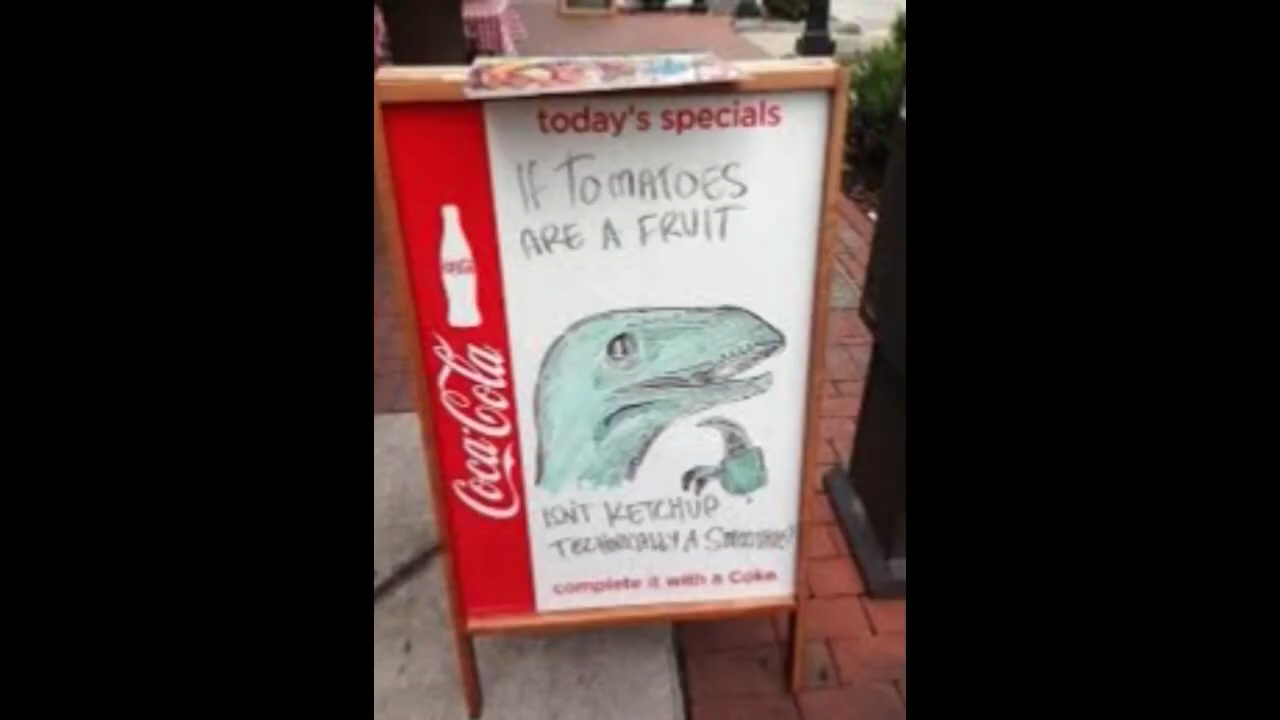 today's specials
IF TOMATOES
ARE A FRUIT
Coca-Cola
ISN'T KETCHUP
TECHNICALLY A SMOOTHIE?
complete it with a Coke